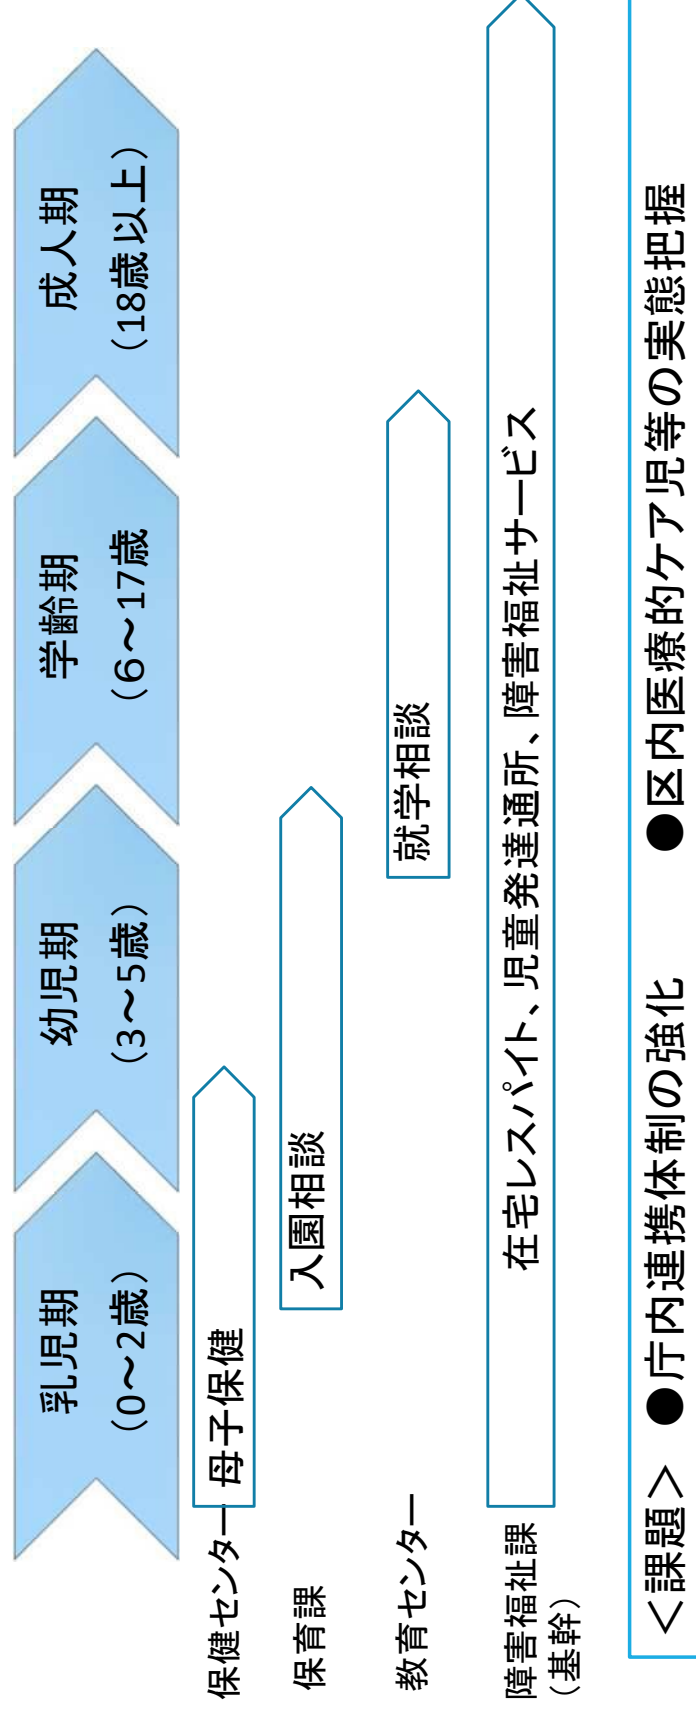 乳児期
（0～2歳）
幼児期
（3～5歳）
学齢期
（6～17歳
成人期
（18歳以上）
保健センター 母子保健
保育課 入園相談
教育センター 就学相談
障害福祉課
（基幹）
在宅レスパイト、児童発達通所、障害福祉サービス
＜課題＞ ●庁内連携体制の強化 ●区内医療的ケア児等の実態把握